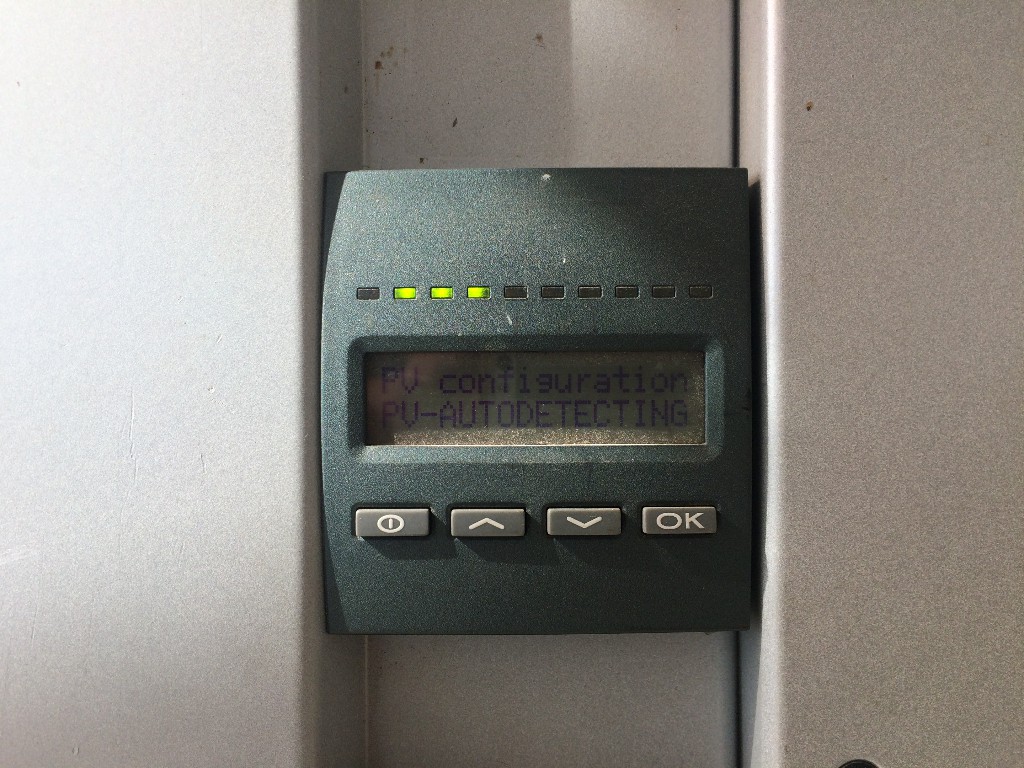 PV configuration
PV-AUTODETECTING
OK